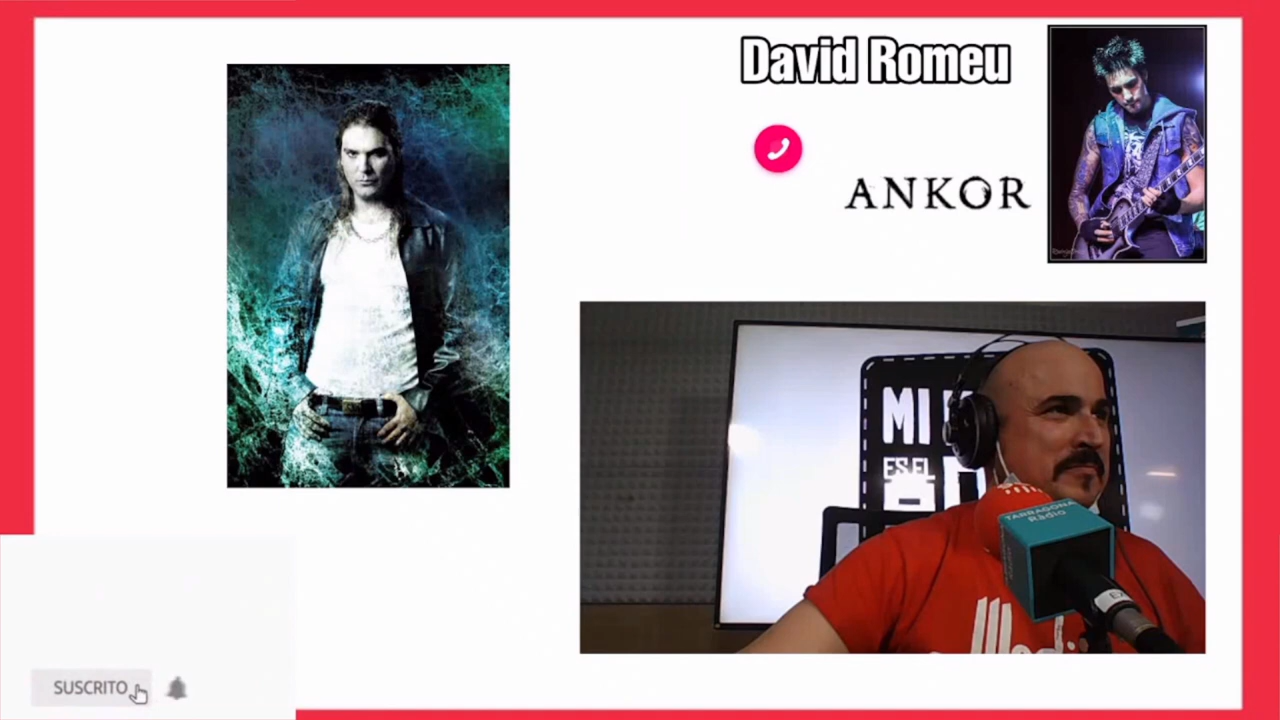 David Romeu
ANKOR
MI
ES EL
TARRAGONA
Ràdio
SUSCRITO